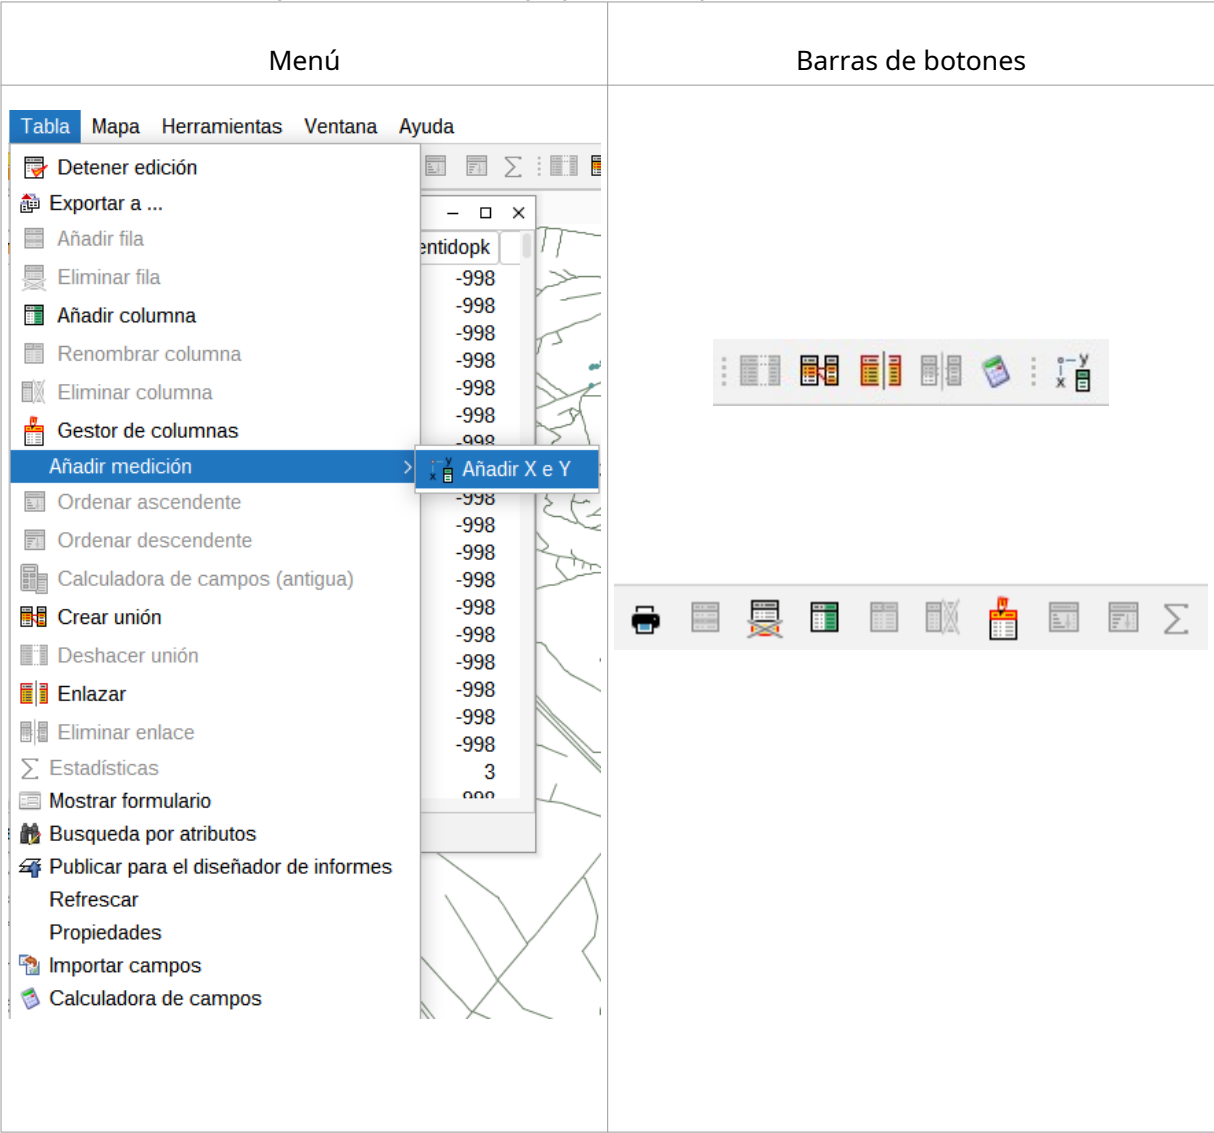 Menú
Barras de botones
Tabla Mapa Herramientas Ventana Ayuda
Detener edición
Exportar a ...
Añadir fila
entidopk
Eliminar fila
-998
-998
Añadir columna
-998
Renombrar columna
-998
Eliminar columna
-998
-998
Gestor de columnas
-998
Añadir medición
Añadir X e Y
Ordenar ascendente
-998
-998
Ordenar descendente
-998
Calculadora de campos (antigua)
-998
Crear unión
-998
-998
Deshacer unión
-998
Enlazar
-998
-998
Eliminar enlace
-998
Estadísticas
3
Mostrar formulario
998
Busqueda por atributos
Publicar para el diseñador de informes
Refrescar
Propiedades
Importar campos
Calculadora de campos
y
x